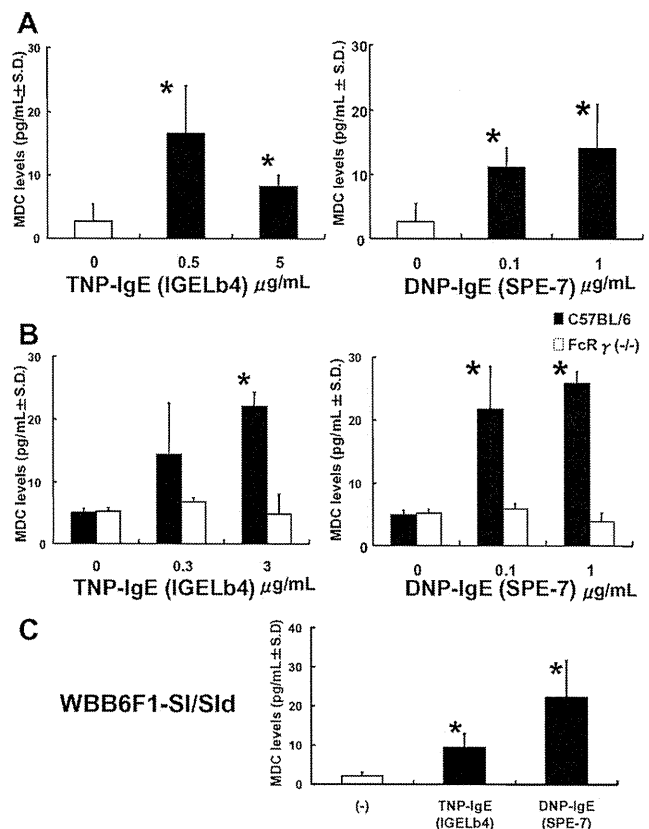 A
MDC levels (pg/mL ± S.D.)
30
20
10
0
*
*
0
0.5
5
TNP-IgE (IGELb4) μg/mL
MDC levels (pg/mL ± S.D.)
30
20
10
0
*
*
0
0.1
1
DNP-IgE (SPE-7) μg/mL
C57BL/6
FcR γ (-/-)
B
MDC levels (pg/mL ± S.D.)
30
20
10
0
*
0
0.3
3
TNP-IgE (IGELb4) μg/mL
MDC levels (pg/mL ± S.D.)
30
20
10
0
*
*
0
0.1
1
DNP-IgE (SPE-7) μg/mL
C
WBB6F1-Sl/Sld
MDC levels (pg/mL ± S.D)
40
30
20
10
0
*
*
(-)
TNP-IgE
(IGELb4)
DNP-IgE
(SPE-7)